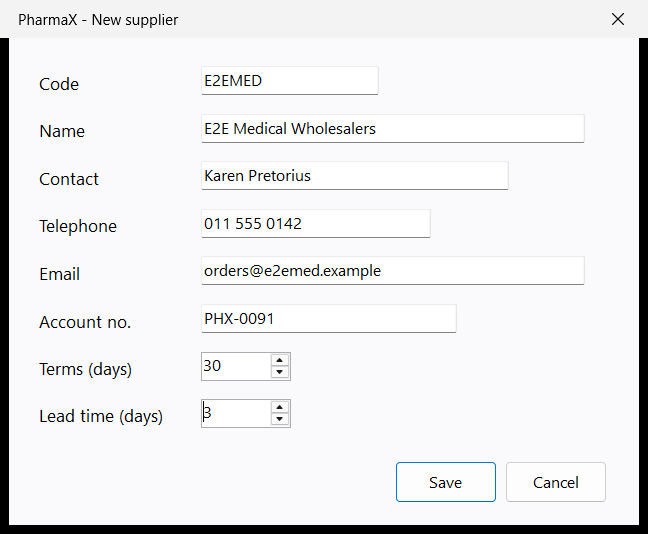 PharmaX - New supplier
Code E2EMED
Name E2E Medical Wholesalers
Contact Karen Pretorius
Telephone 011 555 0142
Email orders@e2emed.example
Account no. PHX-0091
Terms (days) 30
Lead time (days) 3
Save Cancel